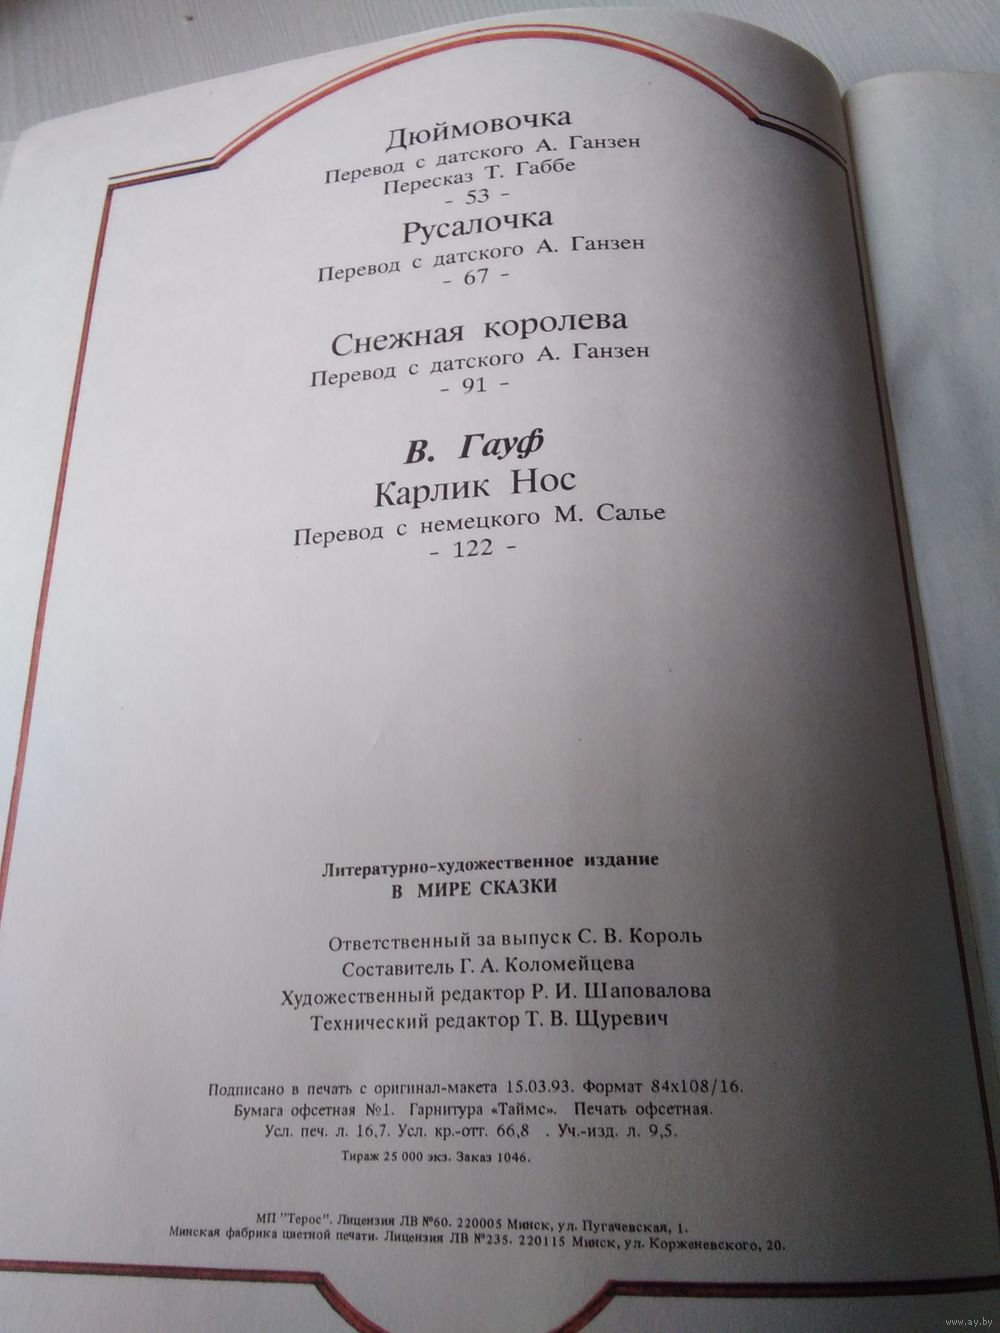 Дюймовочка
Перевод с датского А. Ганзен
Пересказ Т. Габбе
- 53 -
Русалочка
Перевод с датского А. Ганзен
- 67 -
Снежная королева
Перевод с датского А. Ганзен
- 91 -
В. Гауф
Карлик Нос
Перевод с немецкого М. Салье
- 122 -
Литературно-художественное издание
В МИРЕ СКАЗКИ
Ответственный за выпуск С. В. Король
Составитель Г. А. Коломейцева
Художественный редактор Р. И. Шаповалова
Технический редактор Т. В. Щуревич
Подписано в печать с оригинал-макета 15.03.93. Формат 84х108/16.
Бумага офсетная №1. Гарнитура «Таймс». Печать офсетная.
Усл. печ. л. 16,7. Усл. кр.-отт. 66,8 . Уч.-изд. л. 9,5.
Тираж 25 000 экз. Заказ 1046.
МП "Терос". Лицензия ЛВ №60. 220005 Минск, ул. Пугачевская, 1.
Минская фабрика цветной печати. Лицензия ЛВ №235. 220115 Минск, ул. Корженевского, 20.
www.ay.by